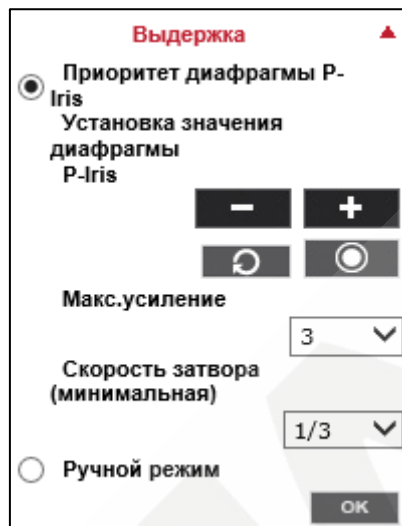 Выдержка
Приоритет диафрагмы P-
Iris
Установка значения
диафрагмы
P-Iris
− +
Макс.усиление
3
Скорость затвора
(минимальная)
1/3
Ручной режим
OK